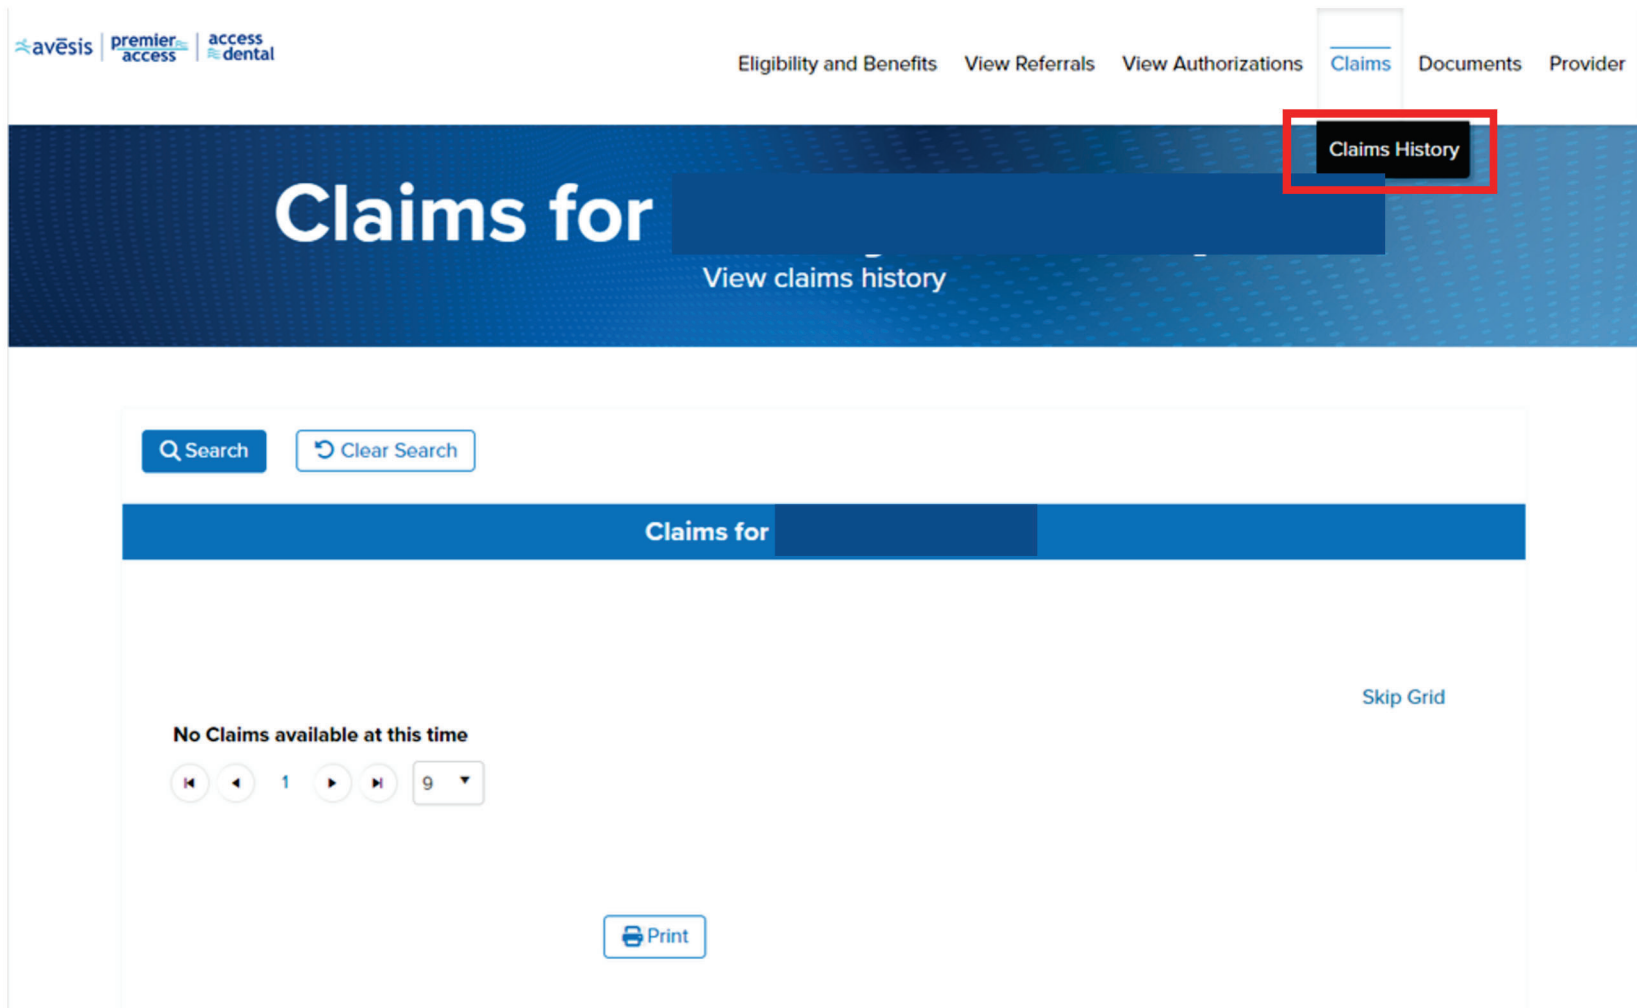 avēsis premier access access dental
Eligibility and Benefits View Referrals View Authorizations Claims Documents Provider
Claims History
Claims for
View claims history
Search Clear Search
Claims for
Skip Grid
No Claims available at this time
1 9
Print